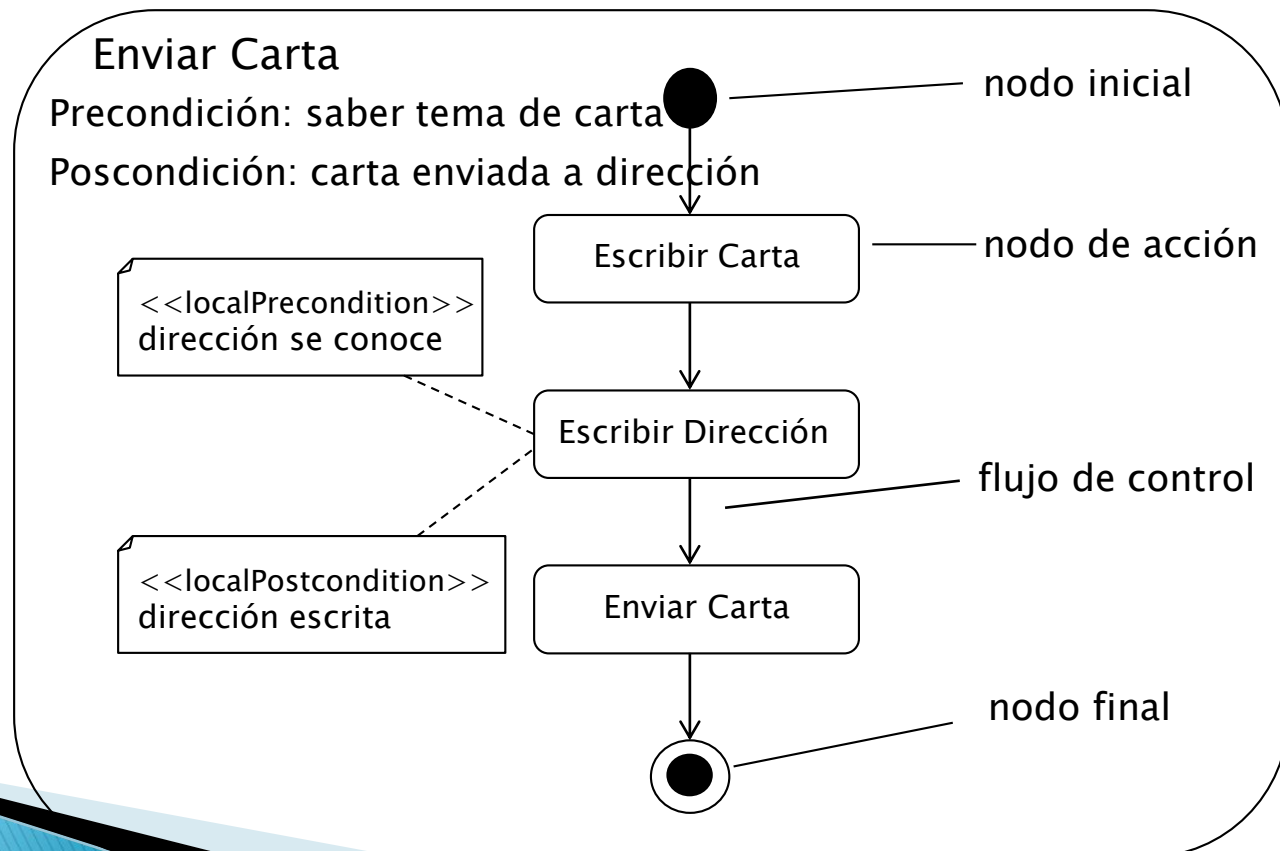 Enviar Carta
Precondición: saber tema de carta
Poscondición: carta enviada a dirección
nodo inicial
Escribir Carta
nodo de acción
<<localPrecondition>>
dirección se conoce
Escribir Dirección
flujo de control
<<localPostcondition>>
dirección escrita
Enviar Carta
nodo final